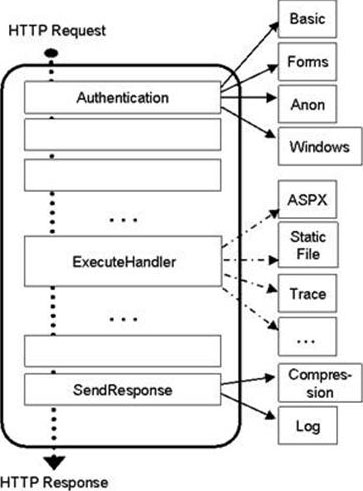 HTTP Request
Basic
Forms
Authentication
Anon
Windows
ASPX
...
Static
File
ExecuteHandler
Trace
...
...
SendResponse
Compres-
sion
Log
HTTP Response